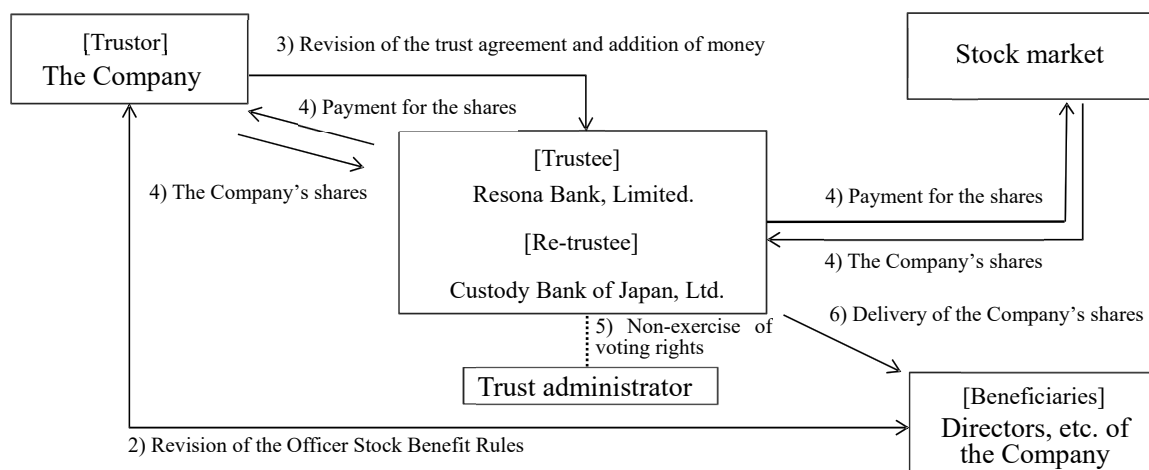 [Trustor]
The Company
3) Revision of the trust agreement and addition of money
Stock market
4) Payment for the shares
4) The Company’s shares
[Trustee]
Resona Bank, Limited.
[Re-trustee]
Custody Bank of Japan, Ltd.
4) Payment for the shares
4) The Company’s shares
5) Non-exercise of
voting rights
6) Delivery of the Company’s shares
Trust administrator
[Beneficiaries]
Directors, etc. of
the Company
2) Revision of the Officer Stock Benefit Rules